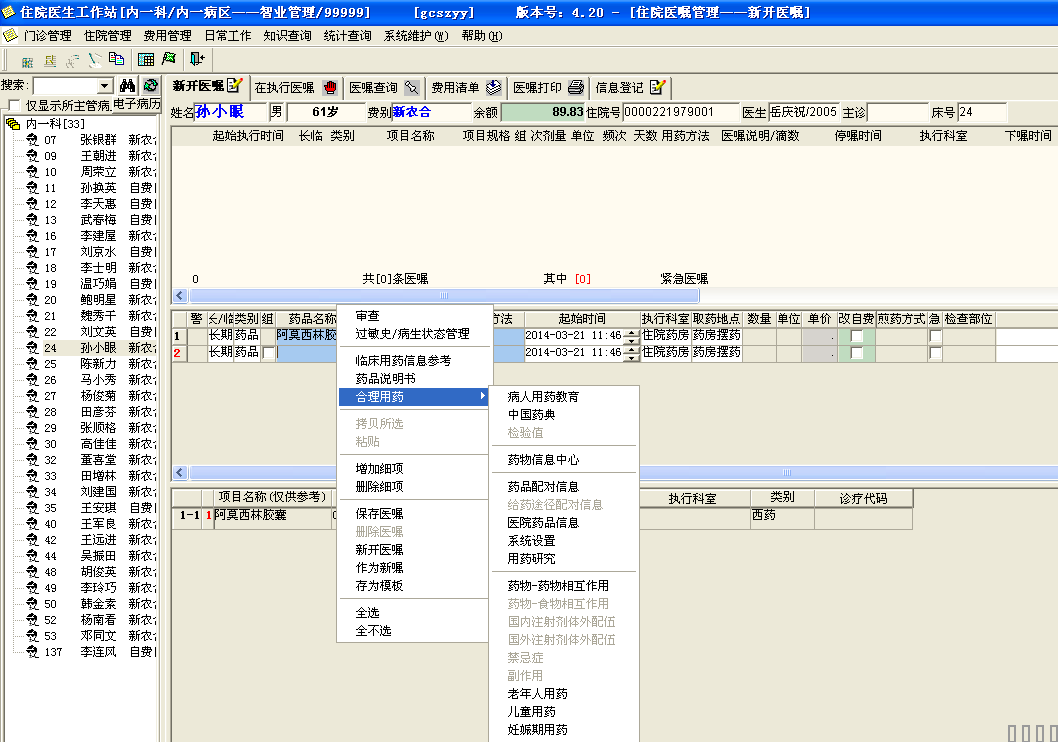 住院医生工作站[内一科/内一病区——智业管理/99999] [gcszyy] 版本号: 4.20 - [住院医嘱管理——新开医嘱]
门诊管理 住院管理 费用管理 日常工作 知识查询 统计查询 系统维护(W) 帮助(H)
搜索:
仅显示所主管病 电子病历
新开医嘱 在执行医嘱 医嘱查询 费用清单 医嘱打印 信息登记
姓名 孙小眼 男 61岁 费别 新农合 余额 89.83 住院号 0000221979001 医生 岳庆祝/2005 主诊 床号 24
起始执行时间 长临 类别 项目名称 项目规格 组 次剂量 单位 频次 天数 用药方法 医嘱说明/滴数 停嘱时间 执行科室 下嘱时间
0 共[0]条医嘱 其中 [0] 紧急医嘱
内一科[33]
07 张银群 新农
09 王朝进 新农
10 周荣立 新农
11 孙换英 自费
12 李天惠 自费
13 武春梅 自费
16 李建屋 新农
17 刘京水 自费
18 李士明 新农
19 温巧娟 自费
20 鲍明星 新农
21 魏秀千 新农
22 刘文英 自费
24 孙小眼 新农
25 陈新力 新农
26 马小秀 新农
27 杨俊菊 新农
28 田彦芬 新农
29 张顺格 新农
30 高佳佳 新农
32 董喜堂 新农
33 田增林 新农
34 刘建国 新农
35 王安琪 自费
40 王军良 新农
42 王远进 新农
44 吴振田 新农
48 胡俊英 新农
49 李玲巧 新农
50 韩金索 新农
52 杨南看 新农
53 邓同文 新农
137 李连风 自费
警 长/临 类别 组 药品名称 方法 起始时间 执行科室 取药地点 数量 单位 单价 改自费 煎药方式 急 检查部位
1 长期 药品 阿莫西林胶 2014-03-21 11:46 住院药房 药房摆药 .
2 长期 药品 2014-03-21 11:46 住院药房 药房摆药 .
项目名称(仅供参考) 执行科室 类别 诊疗代码
1-1 1 阿莫西林胶囊 西药
审查
过敏史/病生状态管理
临床用药信息参考
药品说明书
合理用药
拷贝所选
粘贴
增加细项
删除细项
保存医嘱
删除医嘱
新开医嘱
作为新嘱
存为模板
全选
全不选
病人用药教育
中国药典
检验值
药物信息中心
药品配对信息
给药途径配对信息
医院药品信息
系统设置
用药研究
药物-药物相互作用
药物-食物相互作用
国内注射剂体外配伍
国外注射剂体外配伍
禁忌症
副作用
老年人用药
儿童用药
妊娠期用药